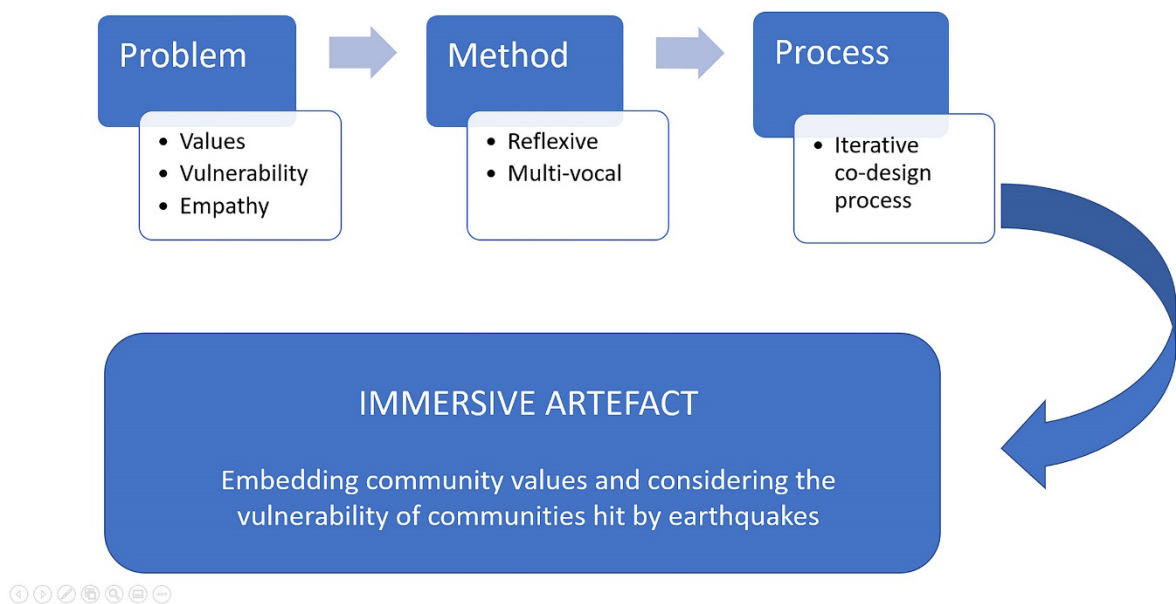 Problem
Method
Process
• Values
• Vulnerability
• Empathy
• Reflexive
• Multi-vocal
• Iterative
co-design
process
IMMERSIVE ARTEFACT
Embedding community values and considering the
vulnerability of communities hit by earthquakes